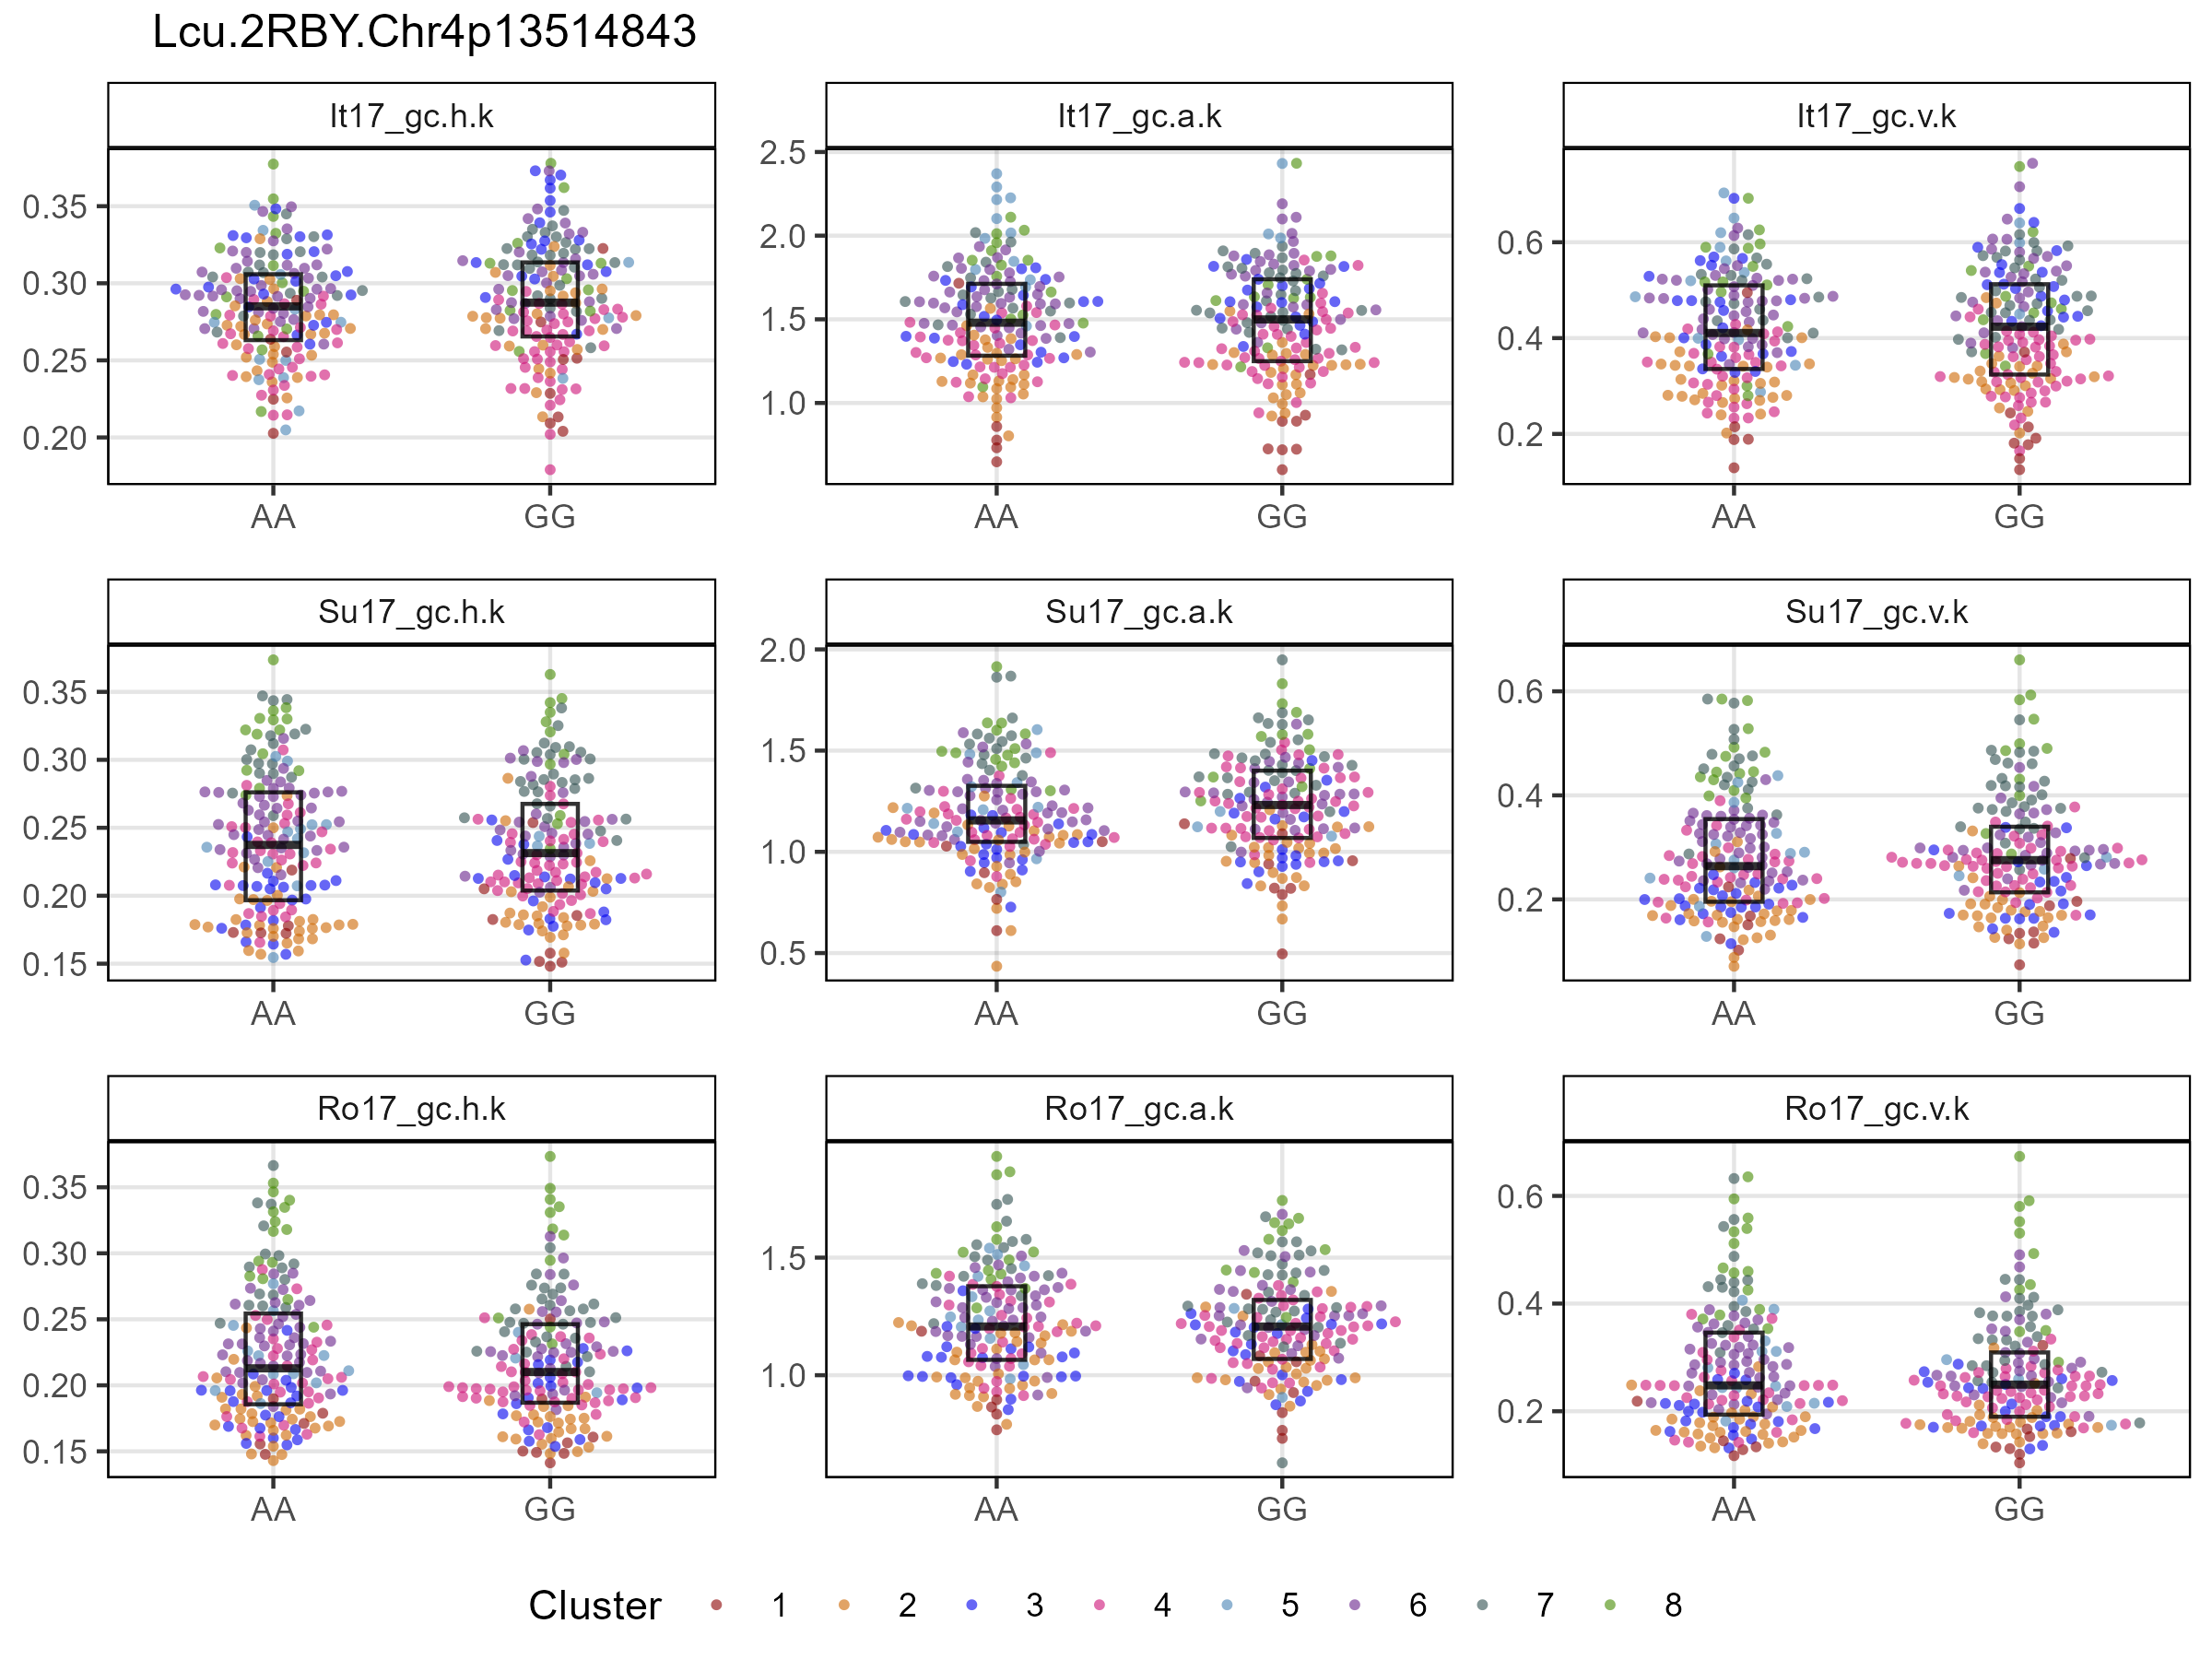 Lcu.2RBY.Chr4p13514843
It17_gc.h.k
It17_gc.a.k
It17_gc.v.k
0.35
0.30
0.25
0.20
2.5
2.0
1.5
1.0
0.6
0.4
0.2
AA
GG
AA
GG
AA
GG
Su17_gc.h.k
Su17_gc.a.k
Su17_gc.v.k
0.35
0.30
0.25
0.20
0.15
2.0
1.5
1.0
0.5
0.6
0.4
0.2
AA
GG
AA
GG
AA
GG
Ro17_gc.h.k
Ro17_gc.a.k
Ro17_gc.v.k
0.35
0.30
0.25
0.20
0.15
1.5
1.0
0.6
0.4
0.2
AA
GG
AA
GG
AA
GG
Cluster 1 2 3 4 5 6 7 8